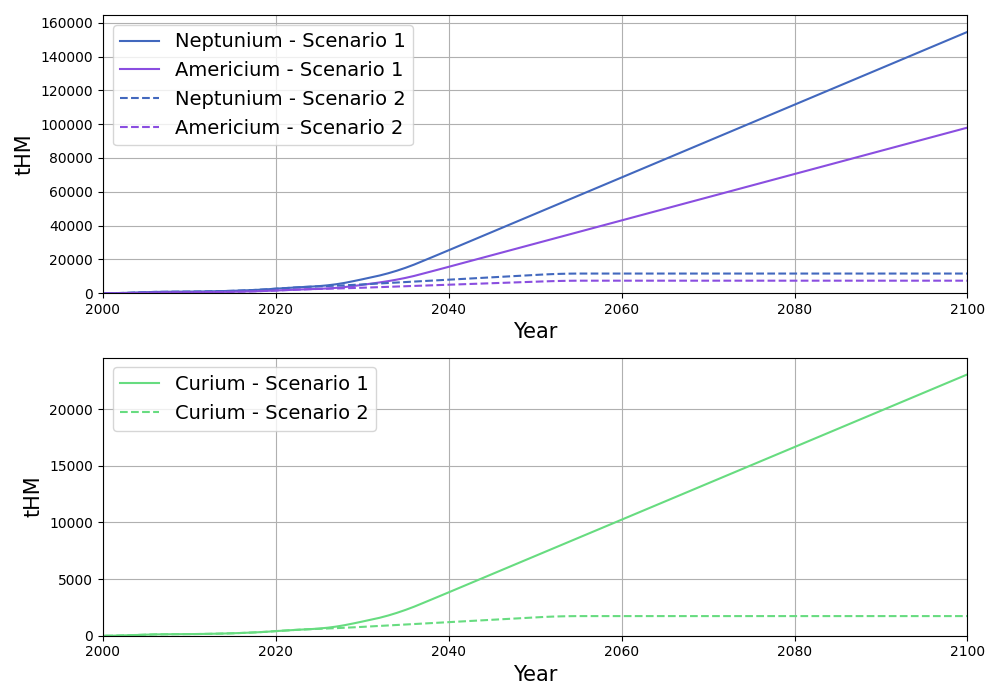 160000
140000
120000
100000
80000
60000
40000
20000
0
tHM
Neptunium - Scenario 1
Americium - Scenario 1
Neptunium - Scenario 2
Americium - Scenario 2
2000 2020 2040 2060 2080 2100
Year
20000
15000
10000
5000
0
tHM
Curium - Scenario 1
Curium - Scenario 2
2000 2020 2040 2060 2080 2100
Year